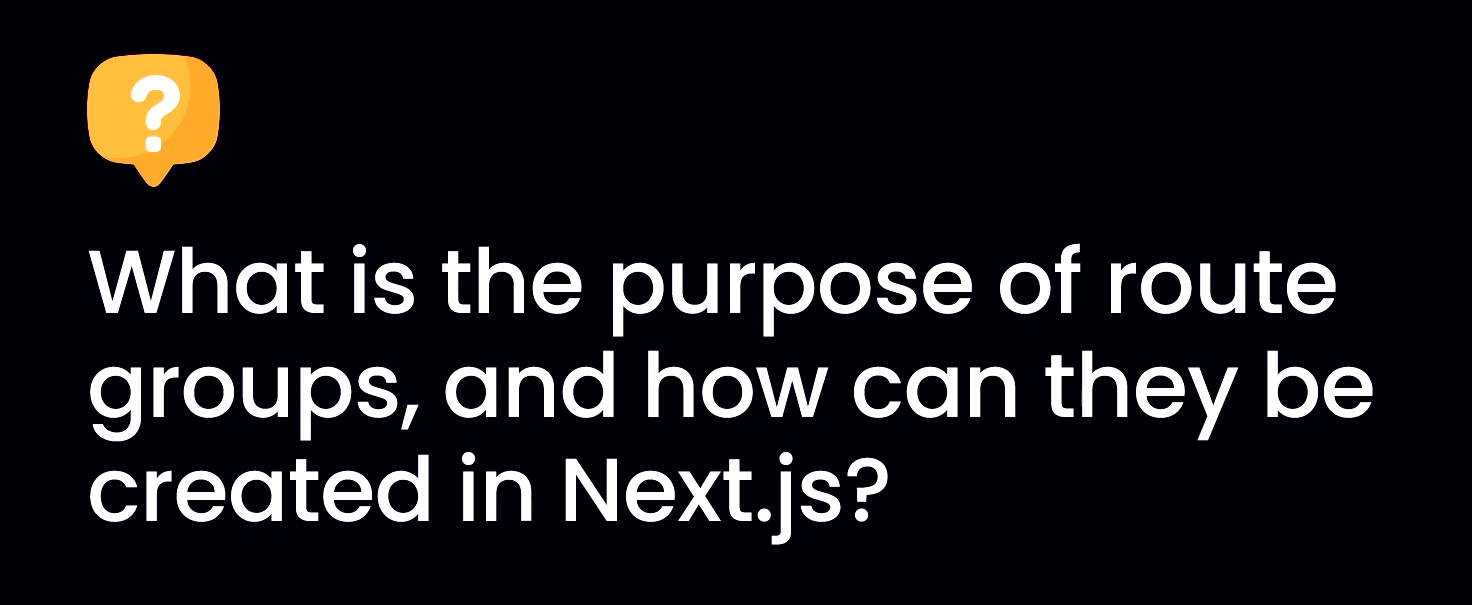 ?
What is the purpose of route
groups, and how can they be
created in Next.js?